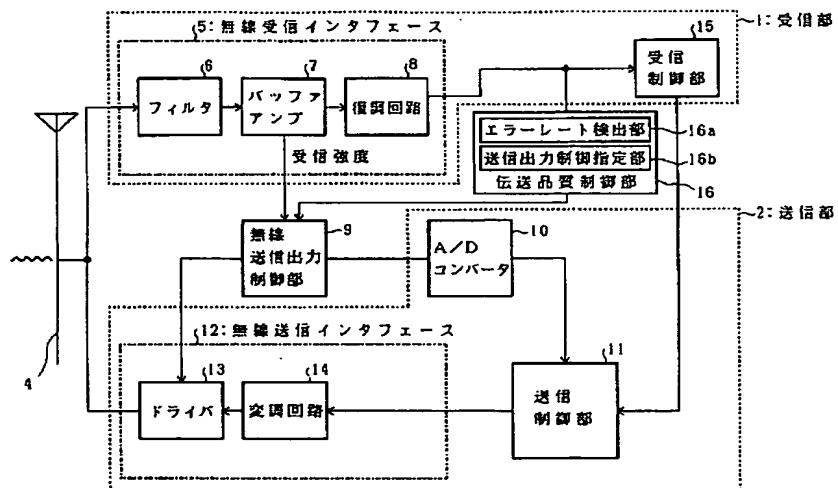 5:無線受信インタフェース
1:受信部
6
フィルタ
7
バッファ
アンプ
8
復調回路
15
受信
制御部
受信強度
エラーレート検出部
16a
送信出力制御指定部
16b
伝送品質制御部
16
9
無線
送信出力
制御部
10
A/D
コンバータ
2:送信部
12:無線送信インタフェース
4
13
ドライバ
14
変調回路
11
送信
制御部